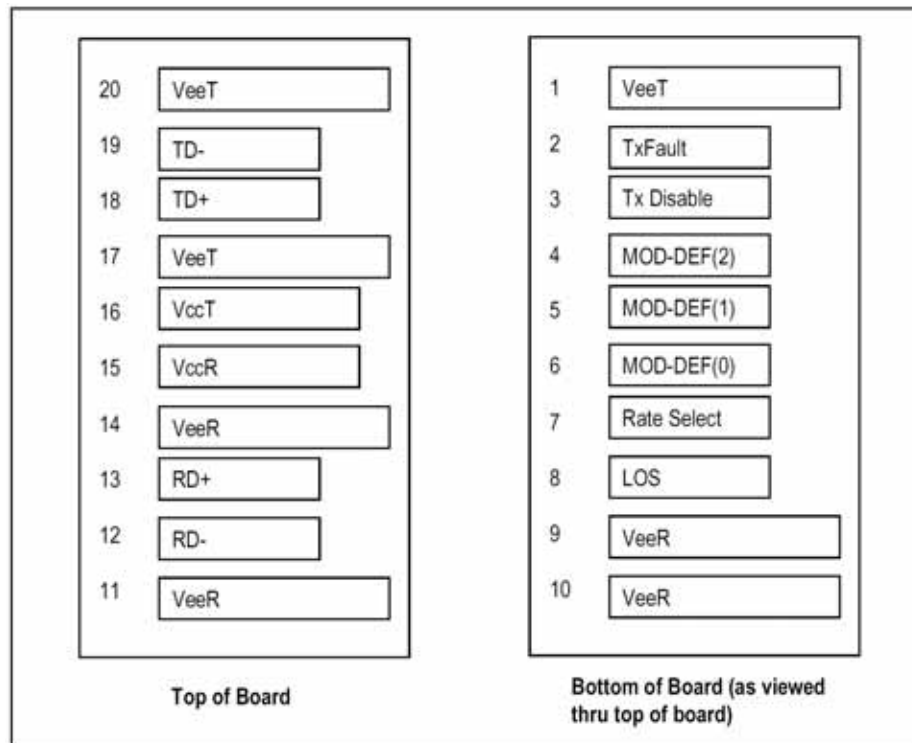 20 VeeT
19 TD-
18 TD+
17 VeeT
16 VccT
15 VccR
14 VeeR
13 RD+
12 RD-
11 VeeR
Top of Board
1 VeeT
2 TxFault
3 Tx Disable
4 MOD-DEF(2)
5 MOD-DEF(1)
6 MOD-DEF(0)
7 Rate Select
8 LOS
9 VeeR
10 VeeR
Bottom of Board (as viewed
thru top of board)